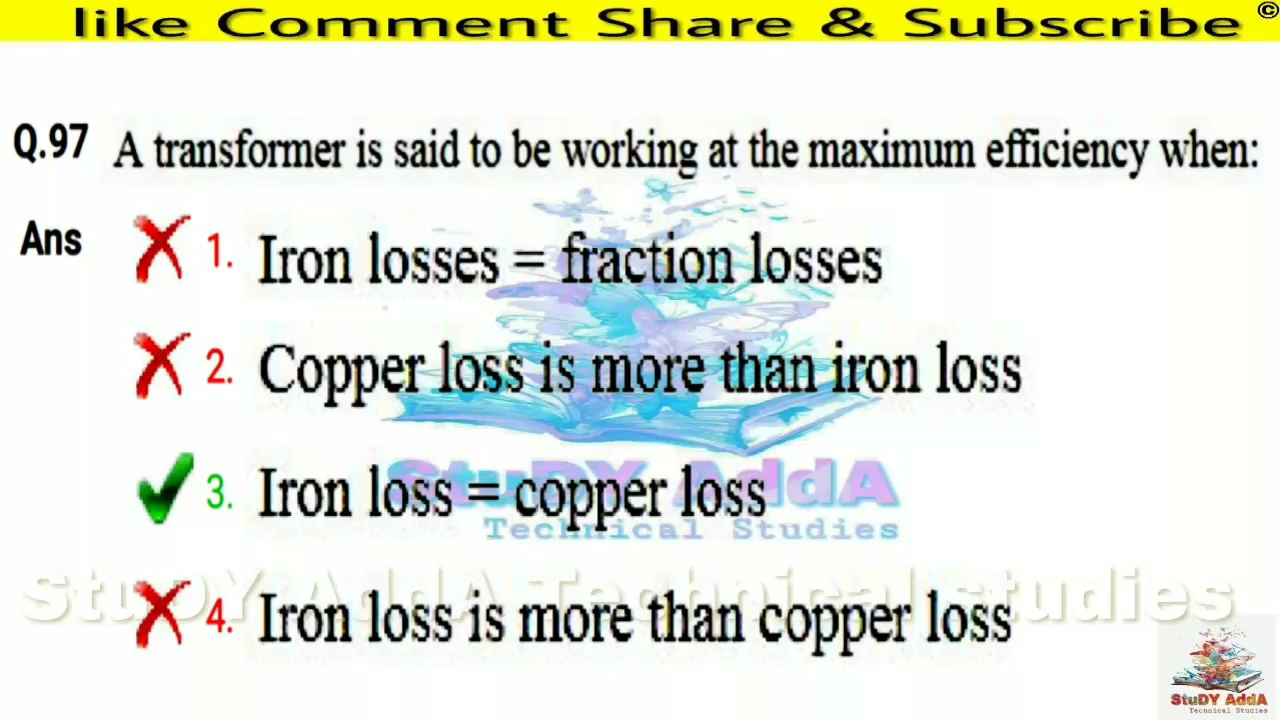 like Comment Share & Subscribe ©
Q.97 A transformer is said to be working at the maximum efficiency when:
Ans
1. Iron losses = fraction losses
2. Copper loss is more than iron loss
3. Iron loss = copper loss
StuDY AddA
Technical Studies
StuDY AddA Technical studies
4. Iron loss is more than copper loss
StuDY AddA
Technical Studies